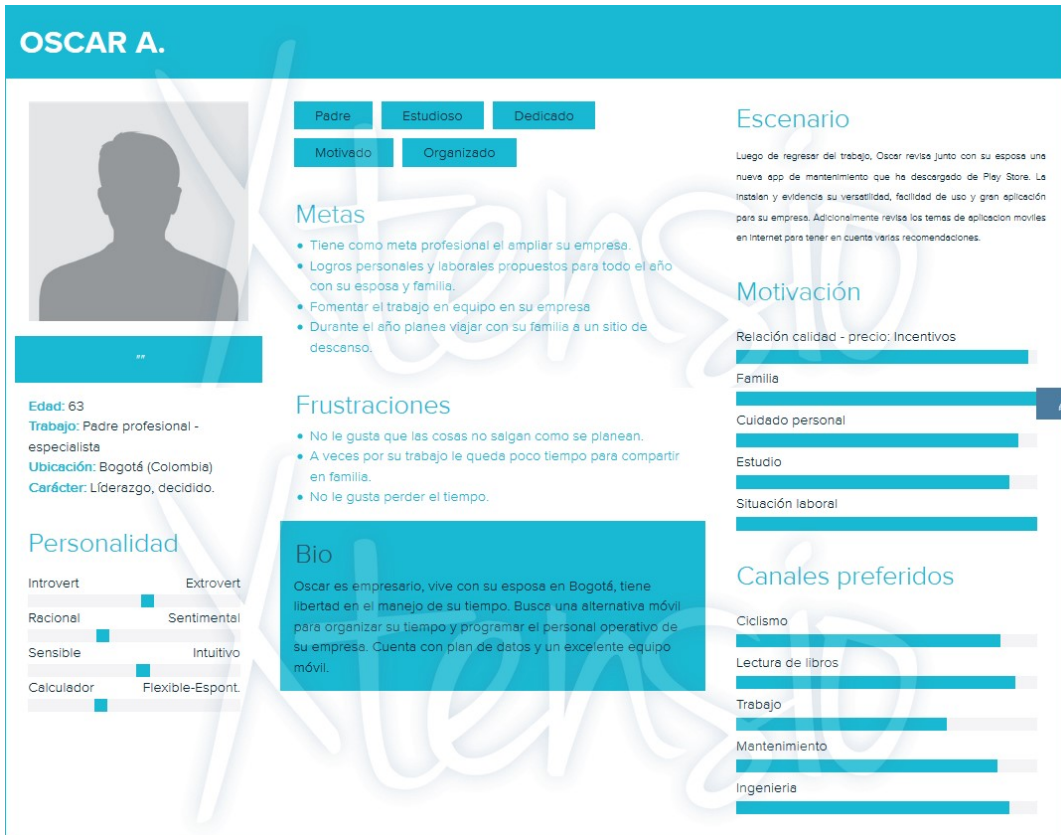 OSCAR A.
""
Edad: 63
Trabajo: Padre profesional -
especialista
Ubicación: Bogotá (Colombia)
Carácter: Líderazgo, decidido.
Personalidad
Introvert Extrovert
Racional Sentimental
Sensible Intuitivo
Calculador Flexible-Espont.
Padre Estudioso Dedicado
Motivado Organizado
Metas
• Tiene como meta profesional el ampliar su empresa.
• Logros personales y laborales propuestos para todo el año
con su esposa y familia.
• Fomentar el trabajo en equipo en su empresa
• Durante el año planea viajar con su familia a un sitio de
descanso.
Frustraciones
• No le gusta que las cosas no salgan como se planean.
• A veces por su trabajo le queda poco tiempo para compartir
en familia.
• No le gusta perder el tiempo.
Bio
Oscar es empresario, vive con su esposa en Bogotá, tiene
libertad en el manejo de su tiempo. Busca una alternativa móvil
para organizar su tiempo y programar el personal operativo de
su empresa. Cuenta con plan de datos y un excelente equipo
móvil.
Escenario
Luego de regresar del trabajo, Oscar revisa junto con su esposa una
nueva app de mantenimiento que ha descargado de Play Store. La
instalan y evidencia su versatilidad, facilidad de uso y gran aplicación
para su empresa. Adicionalmente revisa los temas de aplicacion moviles
en internet para tener en cuenta varias recomendaciones.
Motivación
Relación calidad - precio: Incentivos
Familia
Cuidado personal
Estudio
Situación laboral
Canales preferidos
Ciclismo
Lectura de libros
Trabajo
Mantenimiento
Ingenieria
Xtensio
Xtensio